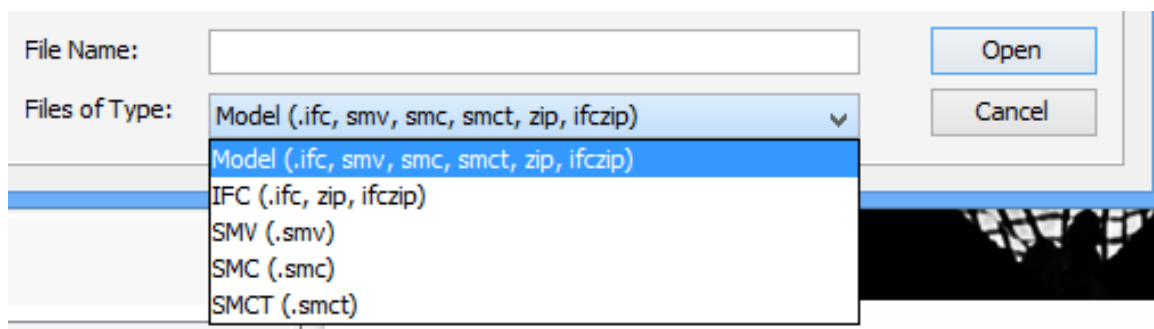 File Name:
Open
Files of Type:
Model (.ifc, smv, smc, smct, zip, ifczip)
Cancel
Model (.ifc, smv, smc, smct, zip, ifczip)
IFC (.ifc, zip, ifczip)
SMV (.smv)
SMC (.smc)
SMCT (.smct)